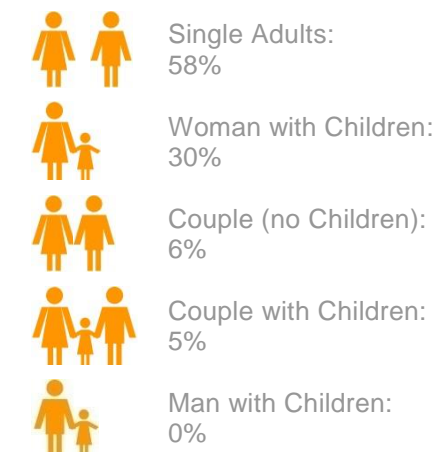 Single Adults:
58%
Woman with Children:
30%
Couple (no Children):
6%
Couple with Children:
5%
Man with Children:
0%